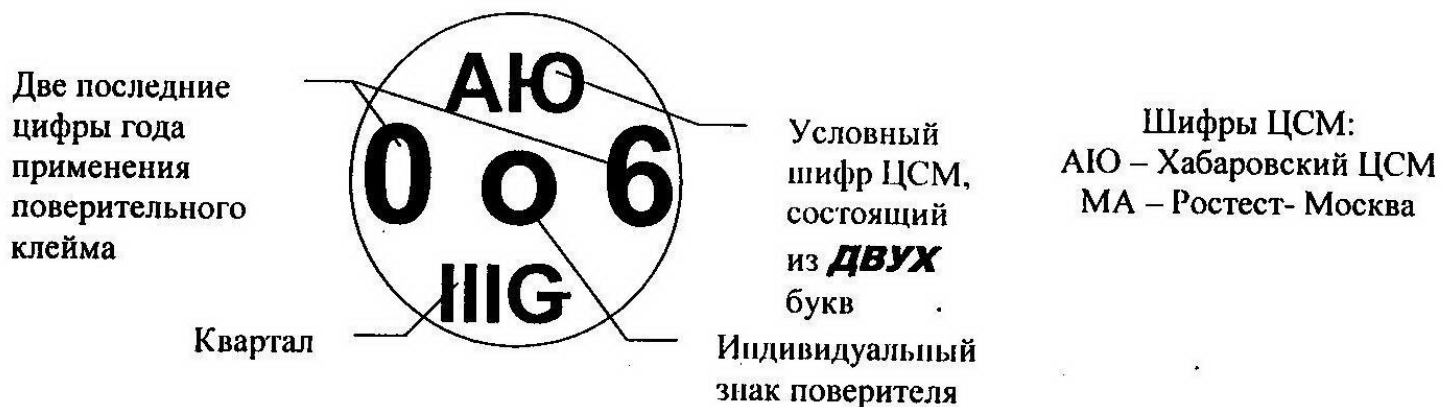 Две последние
цифры года
применения
поверительного
клейма
АЮ
0 о 6
IIIG
Квартал
Условный
шифр ЦСМ,
состоящий
из ДВУХ
букв
Индивидуальный
знак поверителя
Шифры ЦСМ:
АЮ – Хабаровский ЦСМ
МА – Ростест- Москва